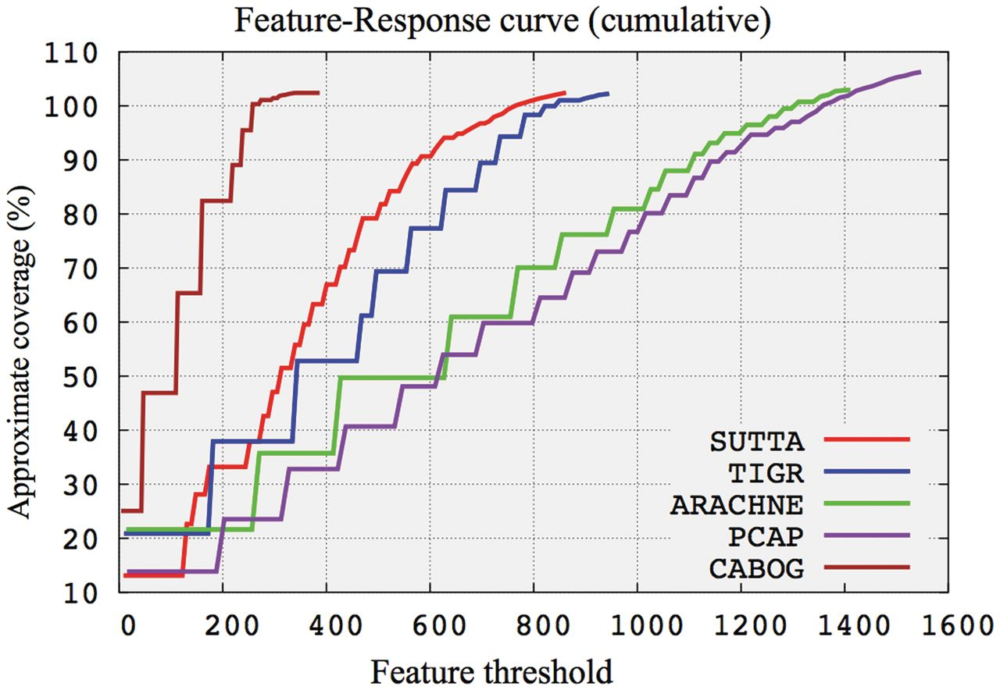 Feature-Response curve (cumulative)
Approximate coverage (%)
110
100
90
80
70
60
50
40
30
20
10
SUTTA
TIGR
ARACHNE
PCAP
CABOG
0 200 400 600 800 1000 1200 1400 1600
Feature threshold